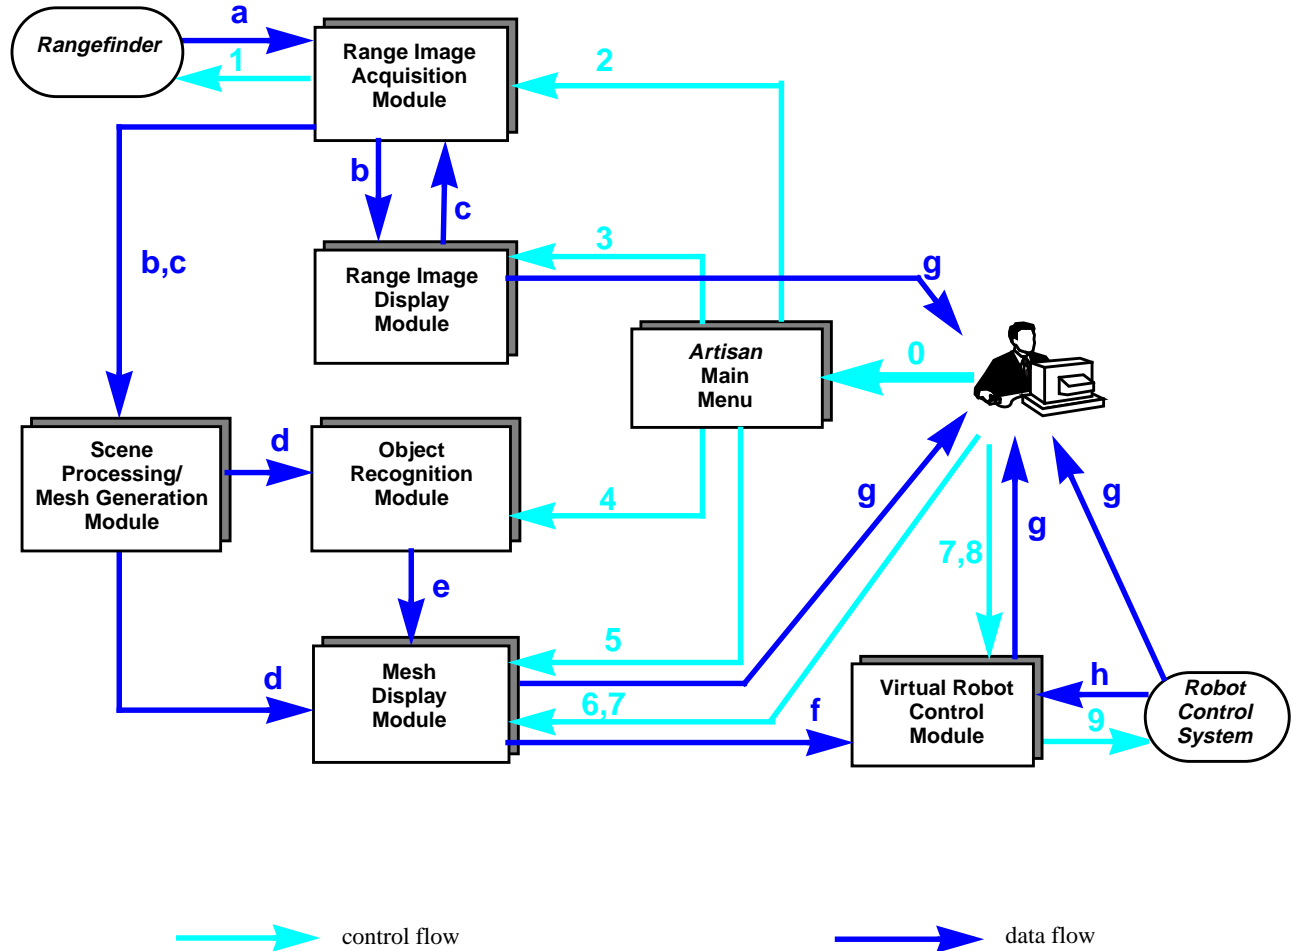 a
Rangefinder
1
Range Image
Acquisition
Module
2
b
c
b,c
3
Range Image
Display
Module
g
Artisan
Main
Menu
0
Scene
Processing/
Mesh Generation
Module
d
Object
Recognition
Module
4
g
g
g
7,8
e
5
Mesh
Display
Module
d
6,7
f
Virtual Robot
Control
Module
h
9
Robot
Control
System
control flow
data flow